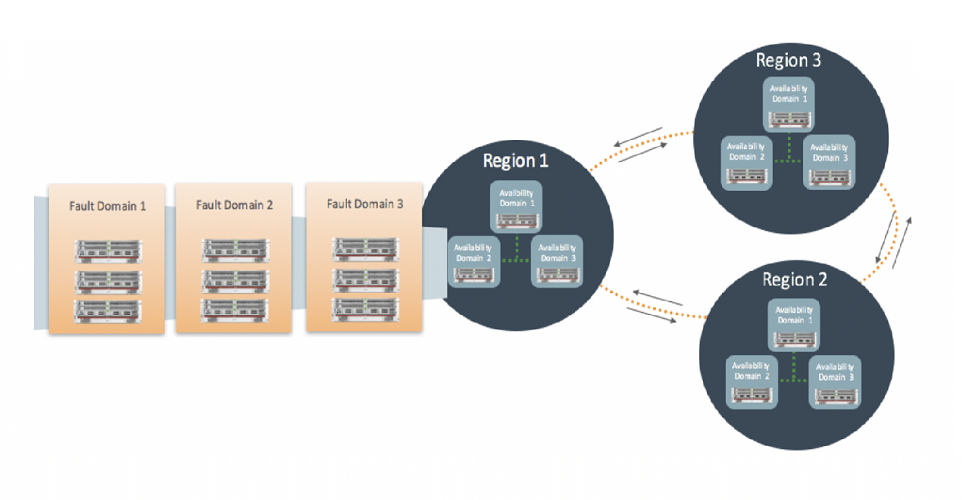 Region 3
Availability
Domain 1
Availability
Domain 2
Availability
Domain 3
Region 1
Availability
Domain 1
Availability
Domain 2
Availability
Domain 3
Fault Domain 1
Fault Domain 2
Fault Domain 3
Region 2
Availability
Domain 1
Availability
Domain 2
Availability
Domain 3